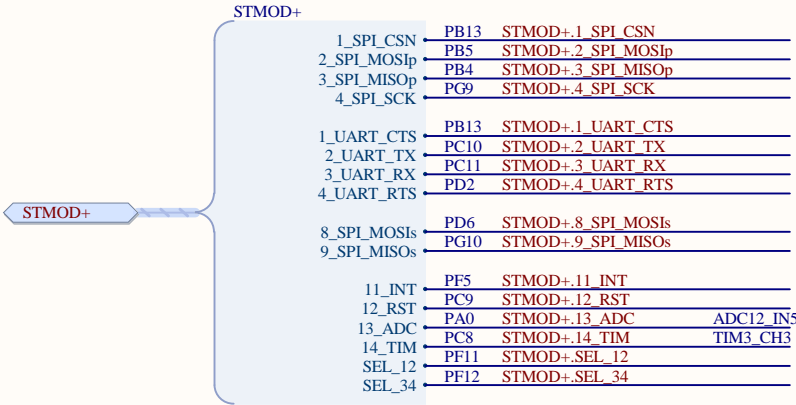 STMOD+
1_SPI_CSN PB13 STMOD+.1_SPI_CSN
2_SPI_MOSIp PB5 STMOD+.2_SPI_MOSIp
3_SPI_MISOp PB4 STMOD+.3_SPI_MISOp
4_SPI_SCK PG9 STMOD+.4_SPI_SCK
1_UART_CTS PB13 STMOD+.1_UART_CTS
2_UART_TX PC10 STMOD+.2_UART_TX
3_UART_RX PC11 STMOD+.3_UART_RX
4_UART_RTS PD2 STMOD+.4_UART_RTS
STMOD+
8_SPI_MOSIs PD6 STMOD+.8_SPI_MOSIs
9_SPI_MISOs PG10 STMOD+.9_SPI_MISOs
11_INT PF5 STMOD+.11_INT
12_RST PC9 STMOD+.12_RST
13_ADC PA0 STMOD+.13_ADC ADC12_IN5
14_TIM PC8 STMOD+.14_TIM TIM3_CH3
SEL_12 PF11 STMOD+.SEL_12
SEL_34 PF12 STMOD+.SEL_34